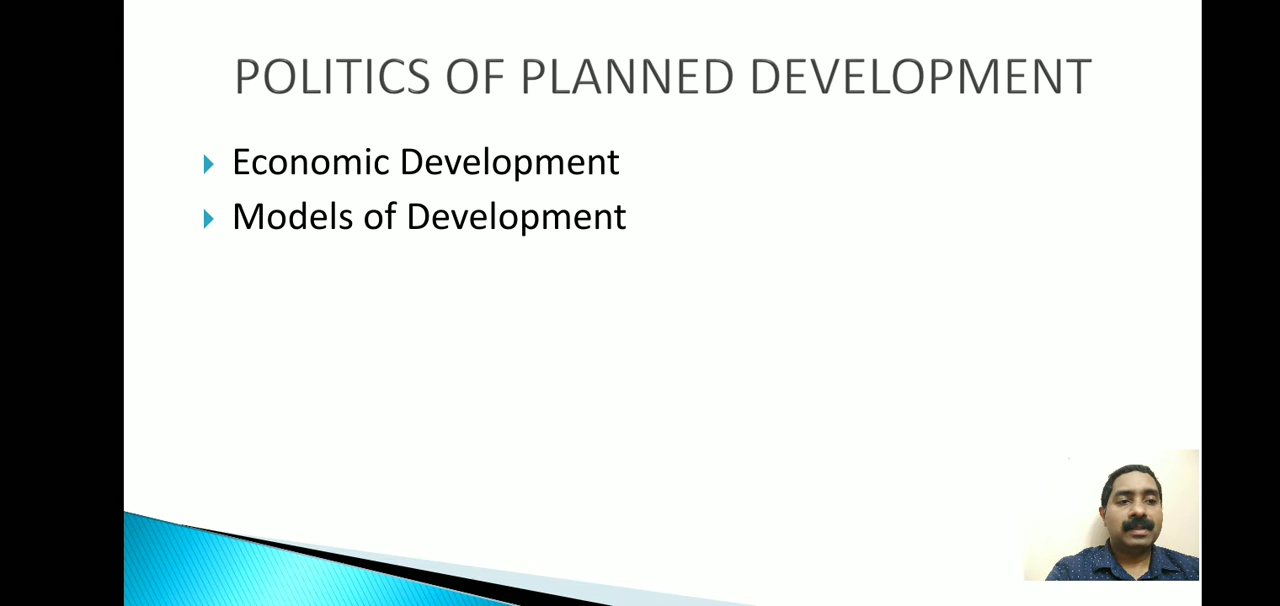 POLITICS OF PLANNED DEVELOPMENT
Economic Development
Models of Development